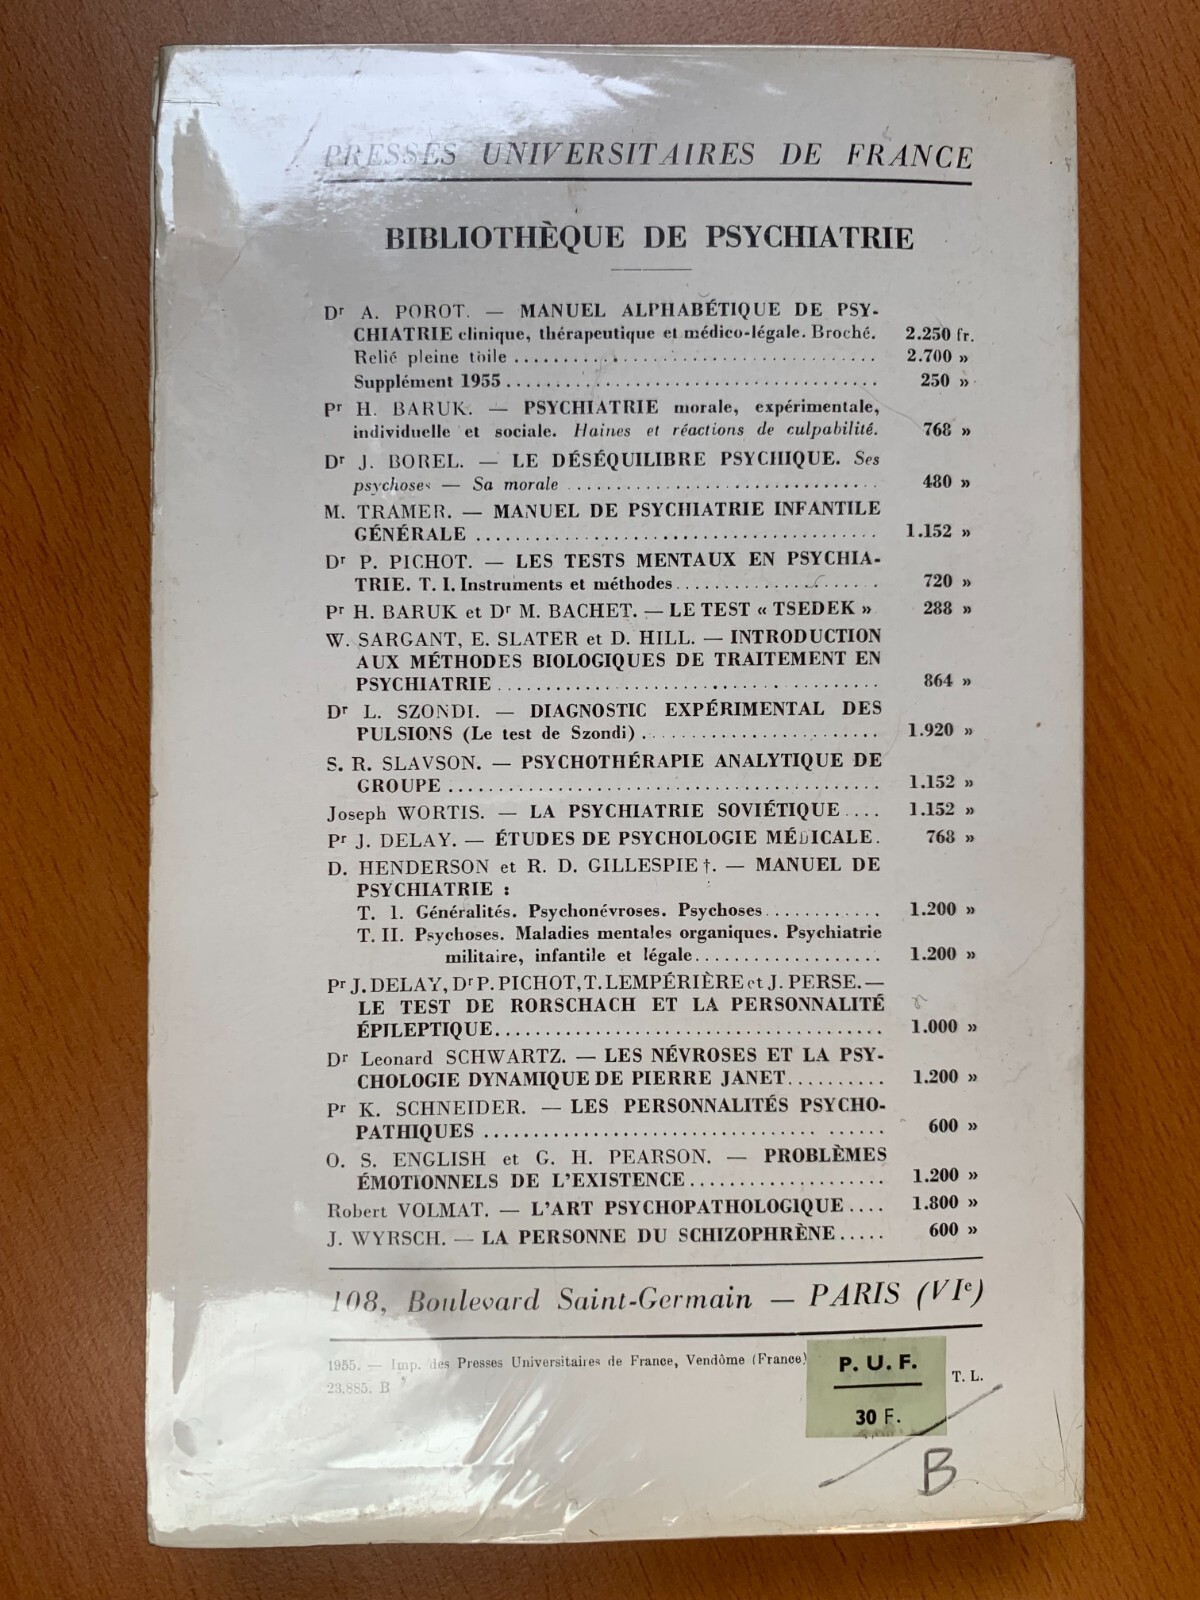 PRESSES UNIVERSITAIRES DE FRANCE
BIBLIOTHÈQUE DE PSYCHIATRIE
Dr A. POROT. — MANUEL ALPHABÉTIQUE DE PSY-
CHIATRIE clinique, thérapeutique et médico-légale. Broché. 2.250 fr.
Relié pleine toile ........ 2.700 »
Supplément 1955 ........ 250 »
Pr H. BARUK. — PSYCHIATRIE morale, expérimentale,
individuelle et sociale. Haines et réactions de culpabilité. 768 »
Dr J. BOREL. — LE DÉSÉQUILIBRE PSYCHIQUE. Ses
psychoses — Sa morale ........ 480 »
M. TRAMER. — MANUEL DE PSYCHIATRIE INFANTILE
GÉNÉRALE ........ 1.152 »
Dr P. PICHOT. — LES TESTS MENTAUX EN PSYCHIA-
TRIE. T. I. Instruments et méthodes ........ 720 »
Pr H. BARUK et Dr M. BACHET. — LE TEST « TSEDEK » 288 »
W. SARGANT, E. SLATER et D. HILL. — INTRODUCTION
AUX MÉTHODES BIOLOGIQUES DE TRAITEMENT EN
PSYCHIATRIE ........ 864 »
Dr L. SZONDI. — DIAGNOSTIC EXPÉRIMENTAL DES
PULSIONS (Le test de Szondi) ........ 1.920 »
S. R. SLAVSON. — PSYCHOTHÉRAPIE ANALYTIQUE DE
GROUPE ........ 1.152 »
Joseph WORTIS. — LA PSYCHIATRIE SOVIÉTIQUE .... 1.152 »
Pr J. DELAY. — ÉTUDES DE PSYCHOLOGIE MÉDICALE. 768 »
D. HENDERSON et R. D. GILLESPIE †. — MANUEL DE
PSYCHIATRIE :
T. I. Généralités. Psychonévroses. Psychoses ........ 1.200 »
T. II. Psychoses. Maladies mentales organiques. Psychiatrie
militaire, infantile et légale ........ 1.200 »
Pr J. DELAY, Dr P. PICHOT, T. LEMPÉRIÈRE et J. PERSE. —
LE TEST DE RORSCHACH ET LA PERSONNALITÉ
ÉPILEPTIQUE ........ 1.000 »
Dr Leonard SCHWARTZ. — LES NÉVROSES ET LA PSY-
CHOLOGIE DYNAMIQUE DE PIERRE JANET ........ 1.200 »
Pr K. SCHNEIDER. — LES PERSONNALITÉS PSYCHO-
PATHIQUES ........ 600 »
O. S. ENGLISH et G. H. PEARSON. — PROBLÈMES
ÉMOTIONNELS DE L'EXISTENCE ........ 1.200 »
Robert VOLMAT. — L'ART PSYCHOPATHOLOGIQUE .... 1.800 »
J. WYRSCH. — LA PERSONNE DU SCHIZOPHRÈNE ..... 600 »
108, Boulevard Saint-Germain — PARIS (VIe)
1955. — Imp. des Presses Universitaires de France, Vendôme (France)
23.885. B
P. U. F.
30 F.
T. L.
B